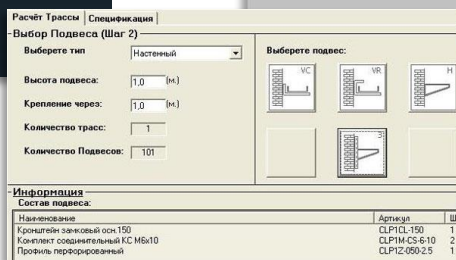 Расчёт Трассы Спецификация
Выбор Подвеса (Шаг 2)
Выберете тип Настенный
Выберете подвес:
Высота подвеса: 1,0 (м.)
Крепление через: 1,0 (м.)
Количество трасс: 1
Количество Подвесов: 101
VC VR H
3
Информация
Состав подвеса:
Наименование Артикул Ш
Кронштейн замковый осн.150 CLP1CL-150 1
Комплект соединительный КС М6х10 CLP1M-CS-6-10 2
Профиль перфорированный CLP1Z-050-2.5 1